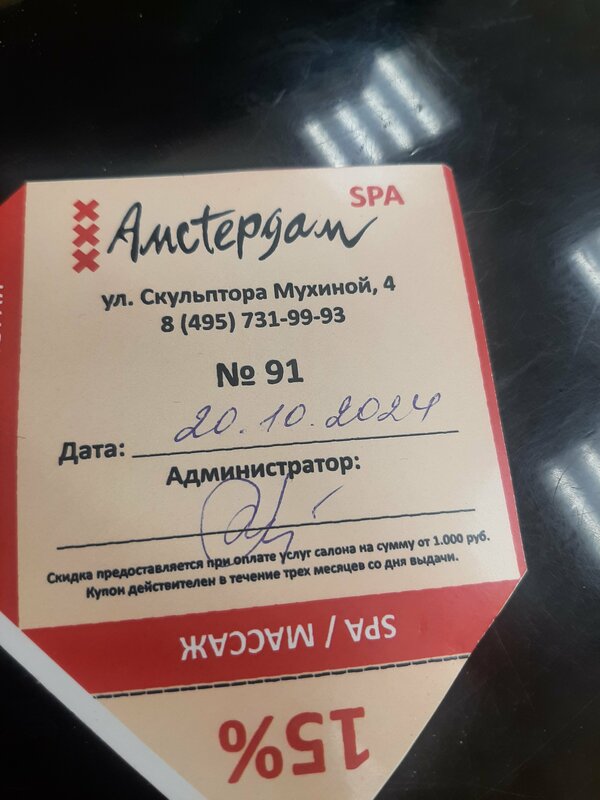 SPA
Амстердам
ул. Скульптора Мухиной, 4
8 (495) 731-99-93
№ 91
Дата: 20.10.2024
Администратор:
Скидка предоставляется при оплате услуг салона на сумму от 1.000 руб.
Купон действителен в течение трех месяцев со дня выдачи.
SPA / МАССАЖ
15%